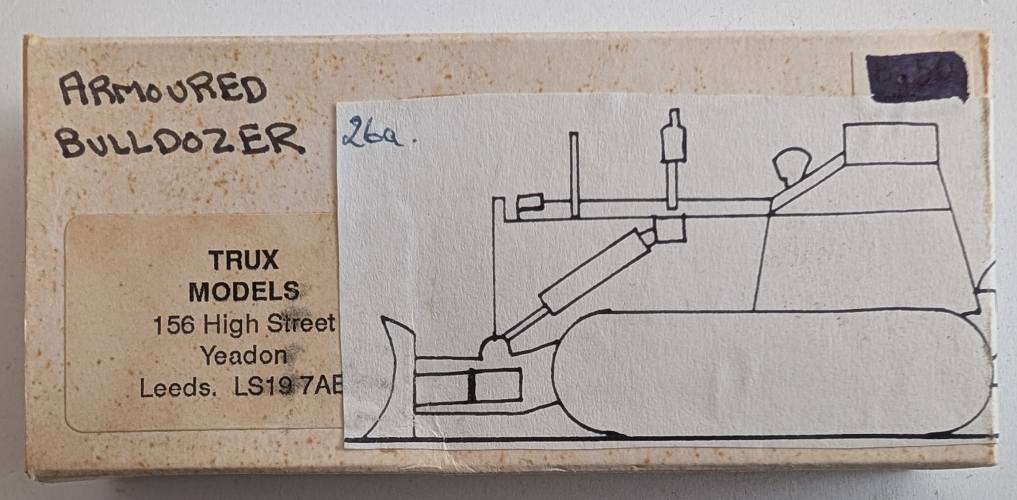 ARMOURED
BULLDOZER
26a.
TRUX
MODELS
156 High Street
Yeadon
Leeds. LS19 7AE